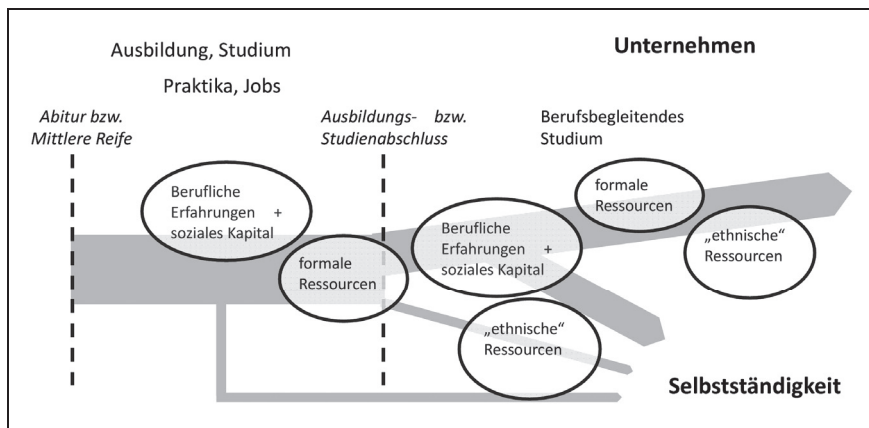 Ausbildung, Studium
Praktika, Jobs
Unternehmen
Abitur bzw.
Mittlere Reife
Ausbildungs- bzw.
Studienabschluss
Berufsbegleitendes
Studium
Berufliche
Erfahrungen +
soziales Kapital
formale
Ressourcen
Berufliche
Erfahrungen +
soziales Kapital
formale
Ressourcen
„ethnische“
Ressourcen
„ethnische“
Ressourcen
Selbstständigkeit